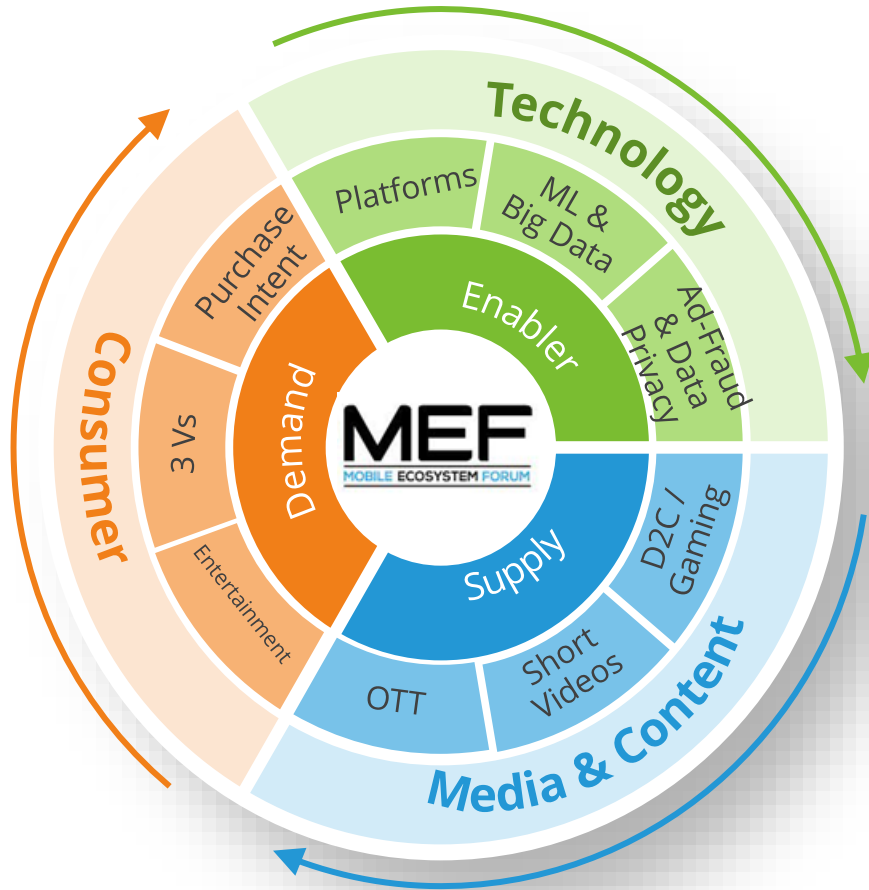 Technology
Platforms
ML &
Big Data
Ad-Fraud
& Data
Privacy
Enabler
Consumer
Purchase
Intent
3 Vs
Entertainment
Demand
MEF
MOBILE ECOSYSTEM FORUM
Supply
D2C /
Gaming
Short
Videos
OTT
Media & Content